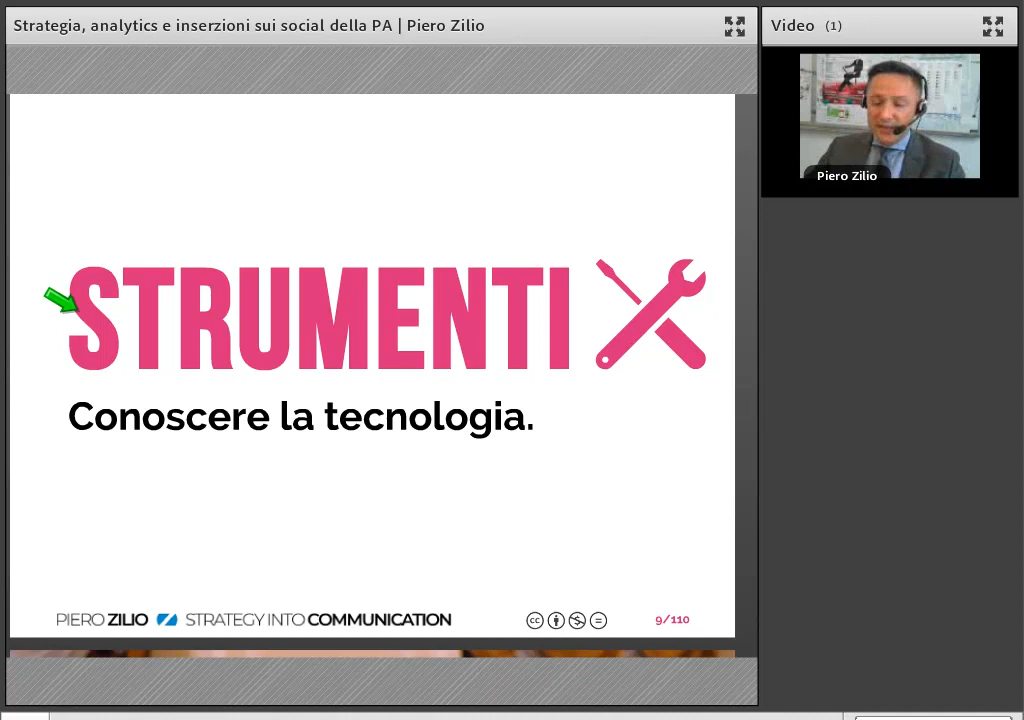 Strategia, analytics e inserzioni sui social della PA | Piero Zilio
Video (1)
Piero Zilio
STRUMENTI
Conoscere la tecnologia.
PIERO ZILIO STRATEGY INTO COMMUNICATION
cc
9/110